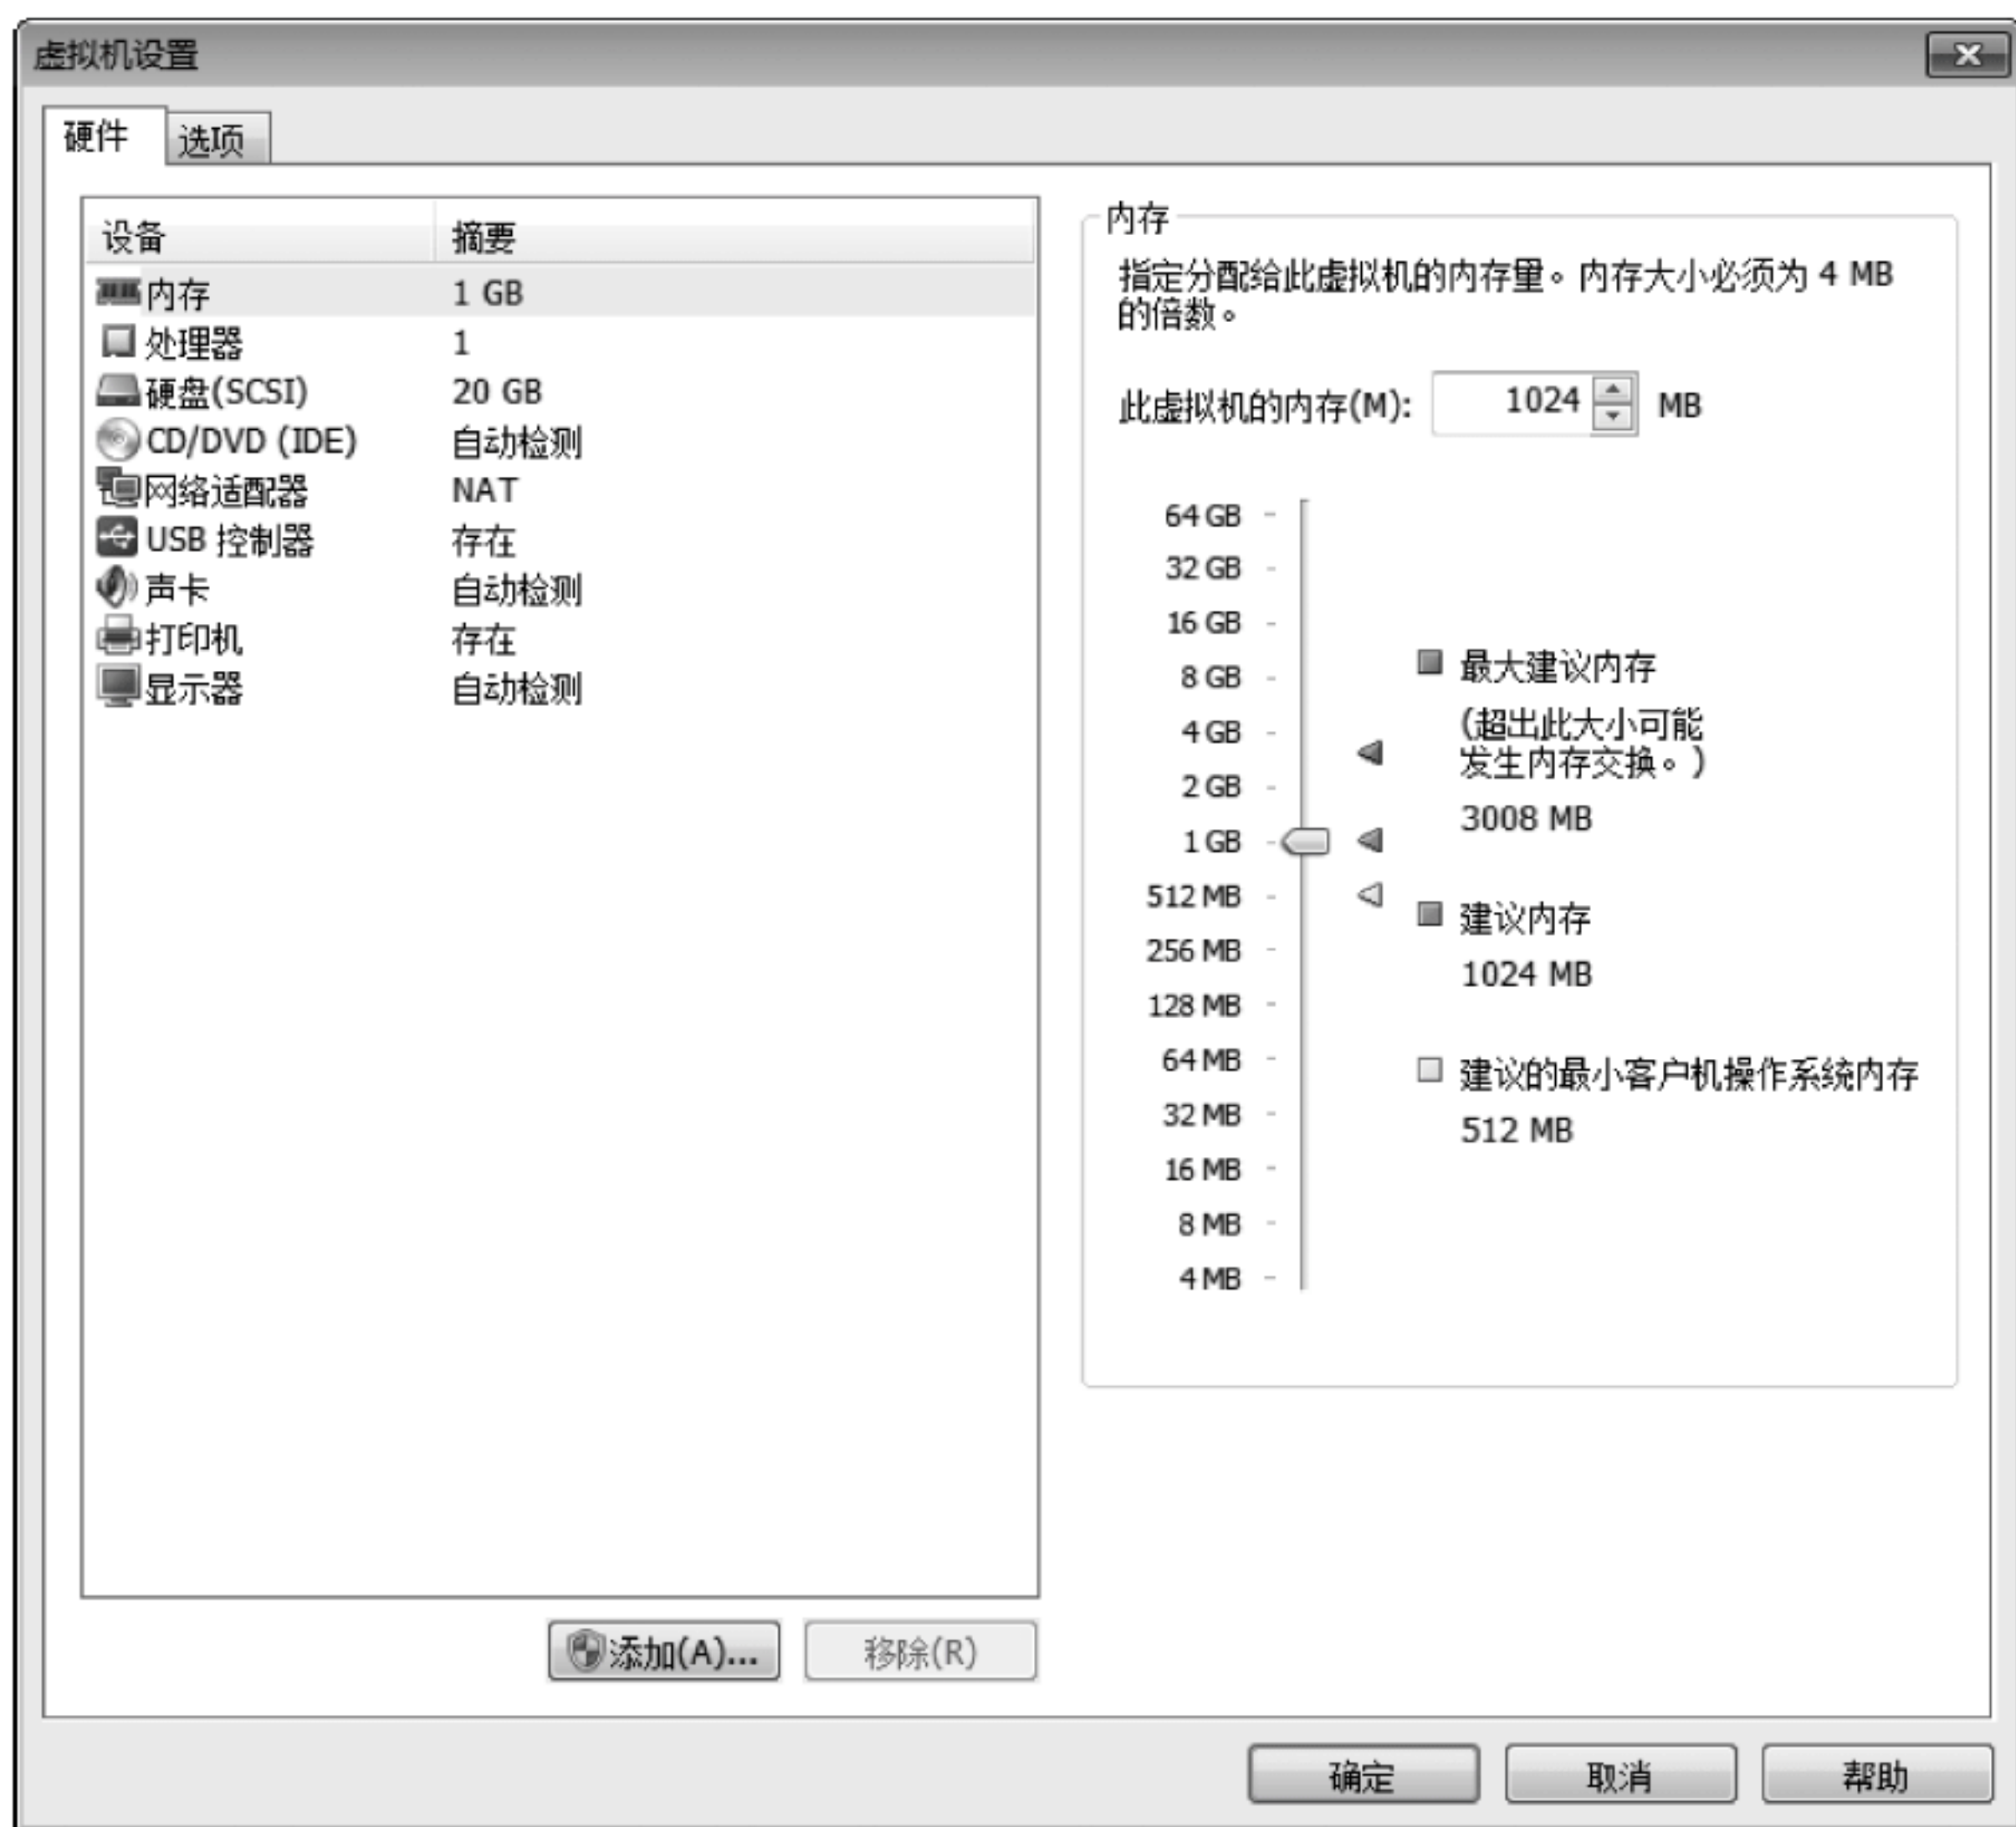 虚拟机设置
硬件 选项
设备 摘要
内存 1 GB
处理器 1
硬盘(SCSI) 20 GB
CD/DVD (IDE) 自动检测
网络适配器 NAT
USB 控制器 存在
声卡 自动检测
打印机 存在
显示器 自动检测
添加(A)... 移除(R)
内存
指定分配给此虚拟机的内存量。内存大小必须为 4 MB
的倍数。
此虚拟机的内存(M): 1024 MB
64 GB
32 GB
16 GB
8 GB
4 GB
2 GB
1 GB
512 MB
256 MB
128 MB
64 MB
32 MB
16 MB
8 MB
4 MB
最大建议内存
(超出此大小可能
发生内存交换。)
3008 MB
建议内存
1024 MB
建议的最小客户机操作系统内存
512 MB
确定 取消 帮助